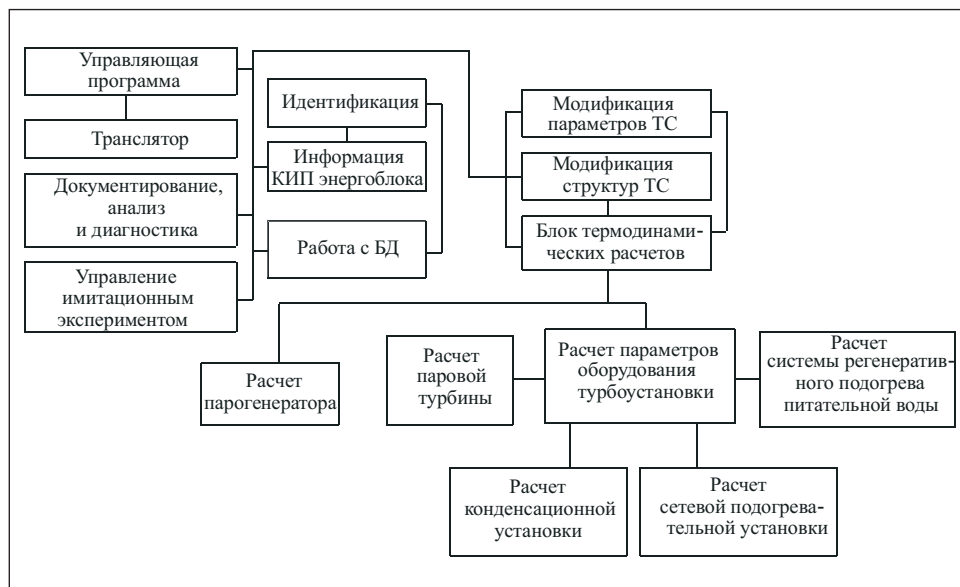 Управляющая
программа
Транслятор
Документирование,
анализ
и диагностика
Управление
имитационным
экспериментом
Идентификация
Информация
КИП энергоблока
Работа с БД
Модификация
параметров ТС
Модификация
структур ТС
Блок термодинами-
ческих расчетов
Расчет
парогенератора
Расчет
паровой
турбины
Расчет параметров
оборудования
турбоустановки
Расчет
системы регенератив-
ного подогрева
питательной воды
Расчет
конденсационной
установки
Расчет
сетевой подогрева-
тельной установки